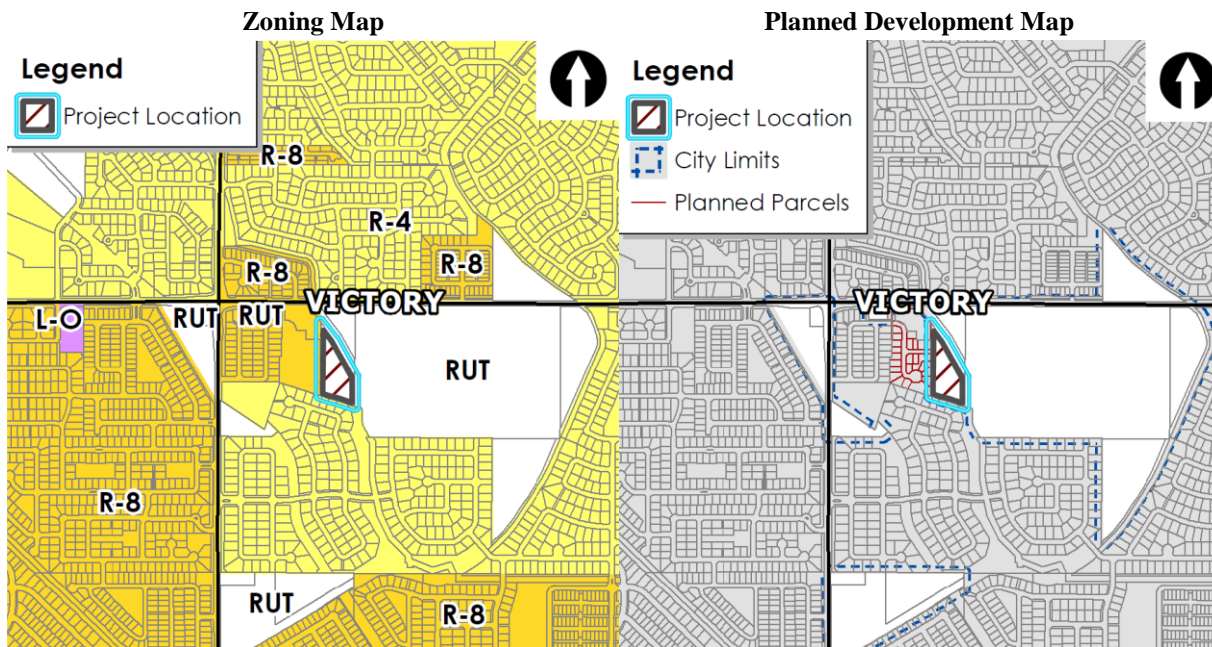 Zoning Map
Legend
Project Location
R-8
R-4
R-8
R-8
VICTORY
L-O
RUT
RUT
RUT
R-8
RUT
R-8
Planned Development Map
Legend
Project Location
City Limits
Planned Parcels
VICTORY